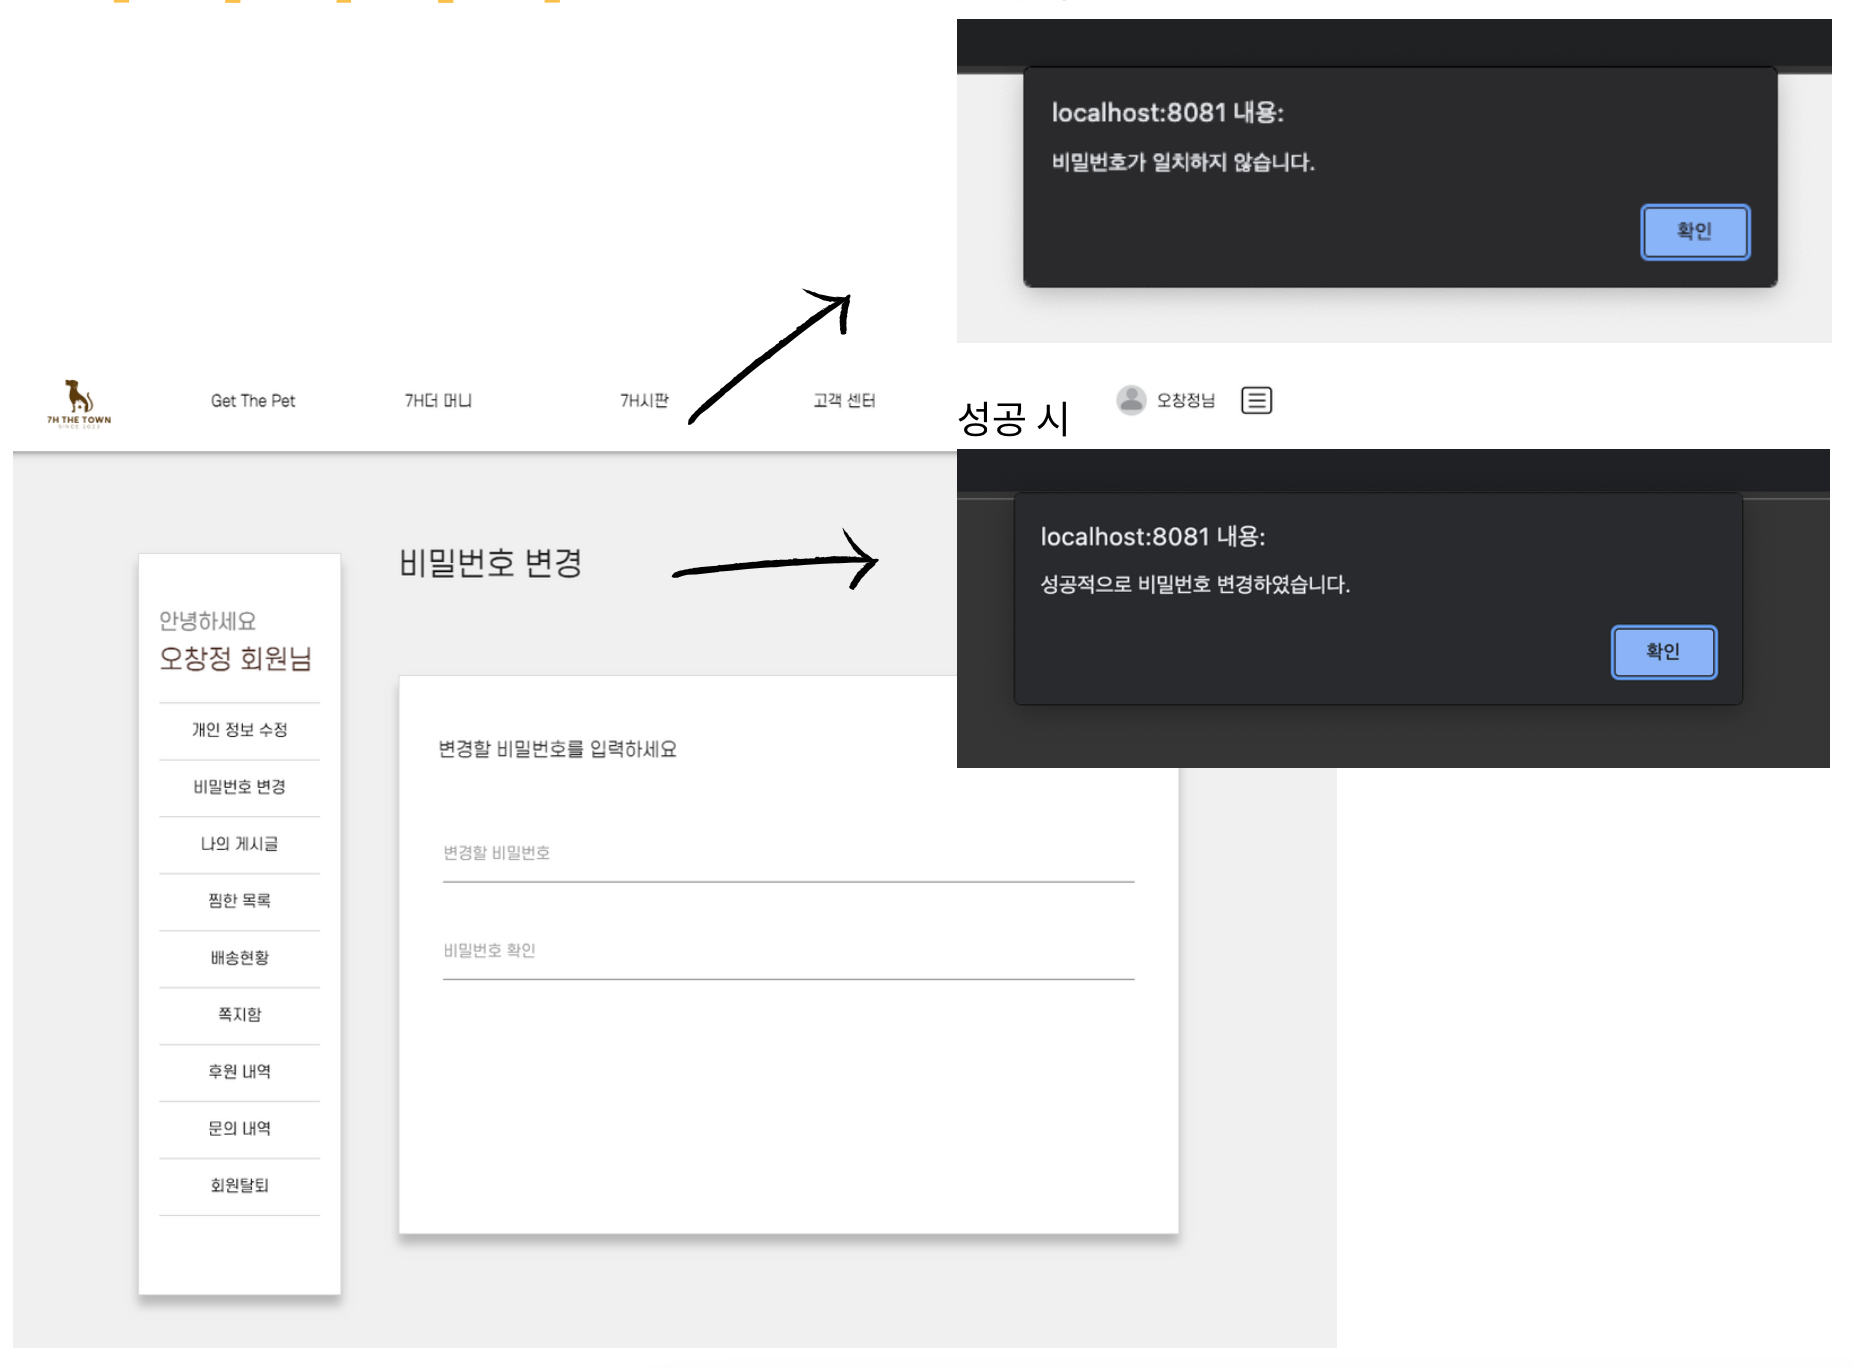 localhost:8081 내용:
비밀번호가 일치하지 않습니다.
확인
7H THE TOWN
SINCE 2023
Get The Pet
7H더 머니
7H시판
고객 센터
성공 시
오창정님
localhost:8081 내용:
성공적으로 비밀번호 변경하였습니다.
확인
비밀번호 변경
안녕하세요
오창정 회원님
개인 정보 수정
비밀번호 변경
나의 게시글
찜한 목록
배송현황
쪽지함
후원 내역
문의 내역
회원탈퇴
변경할 비밀번호를 입력하세요
변경할 비밀번호
비밀번호 확인